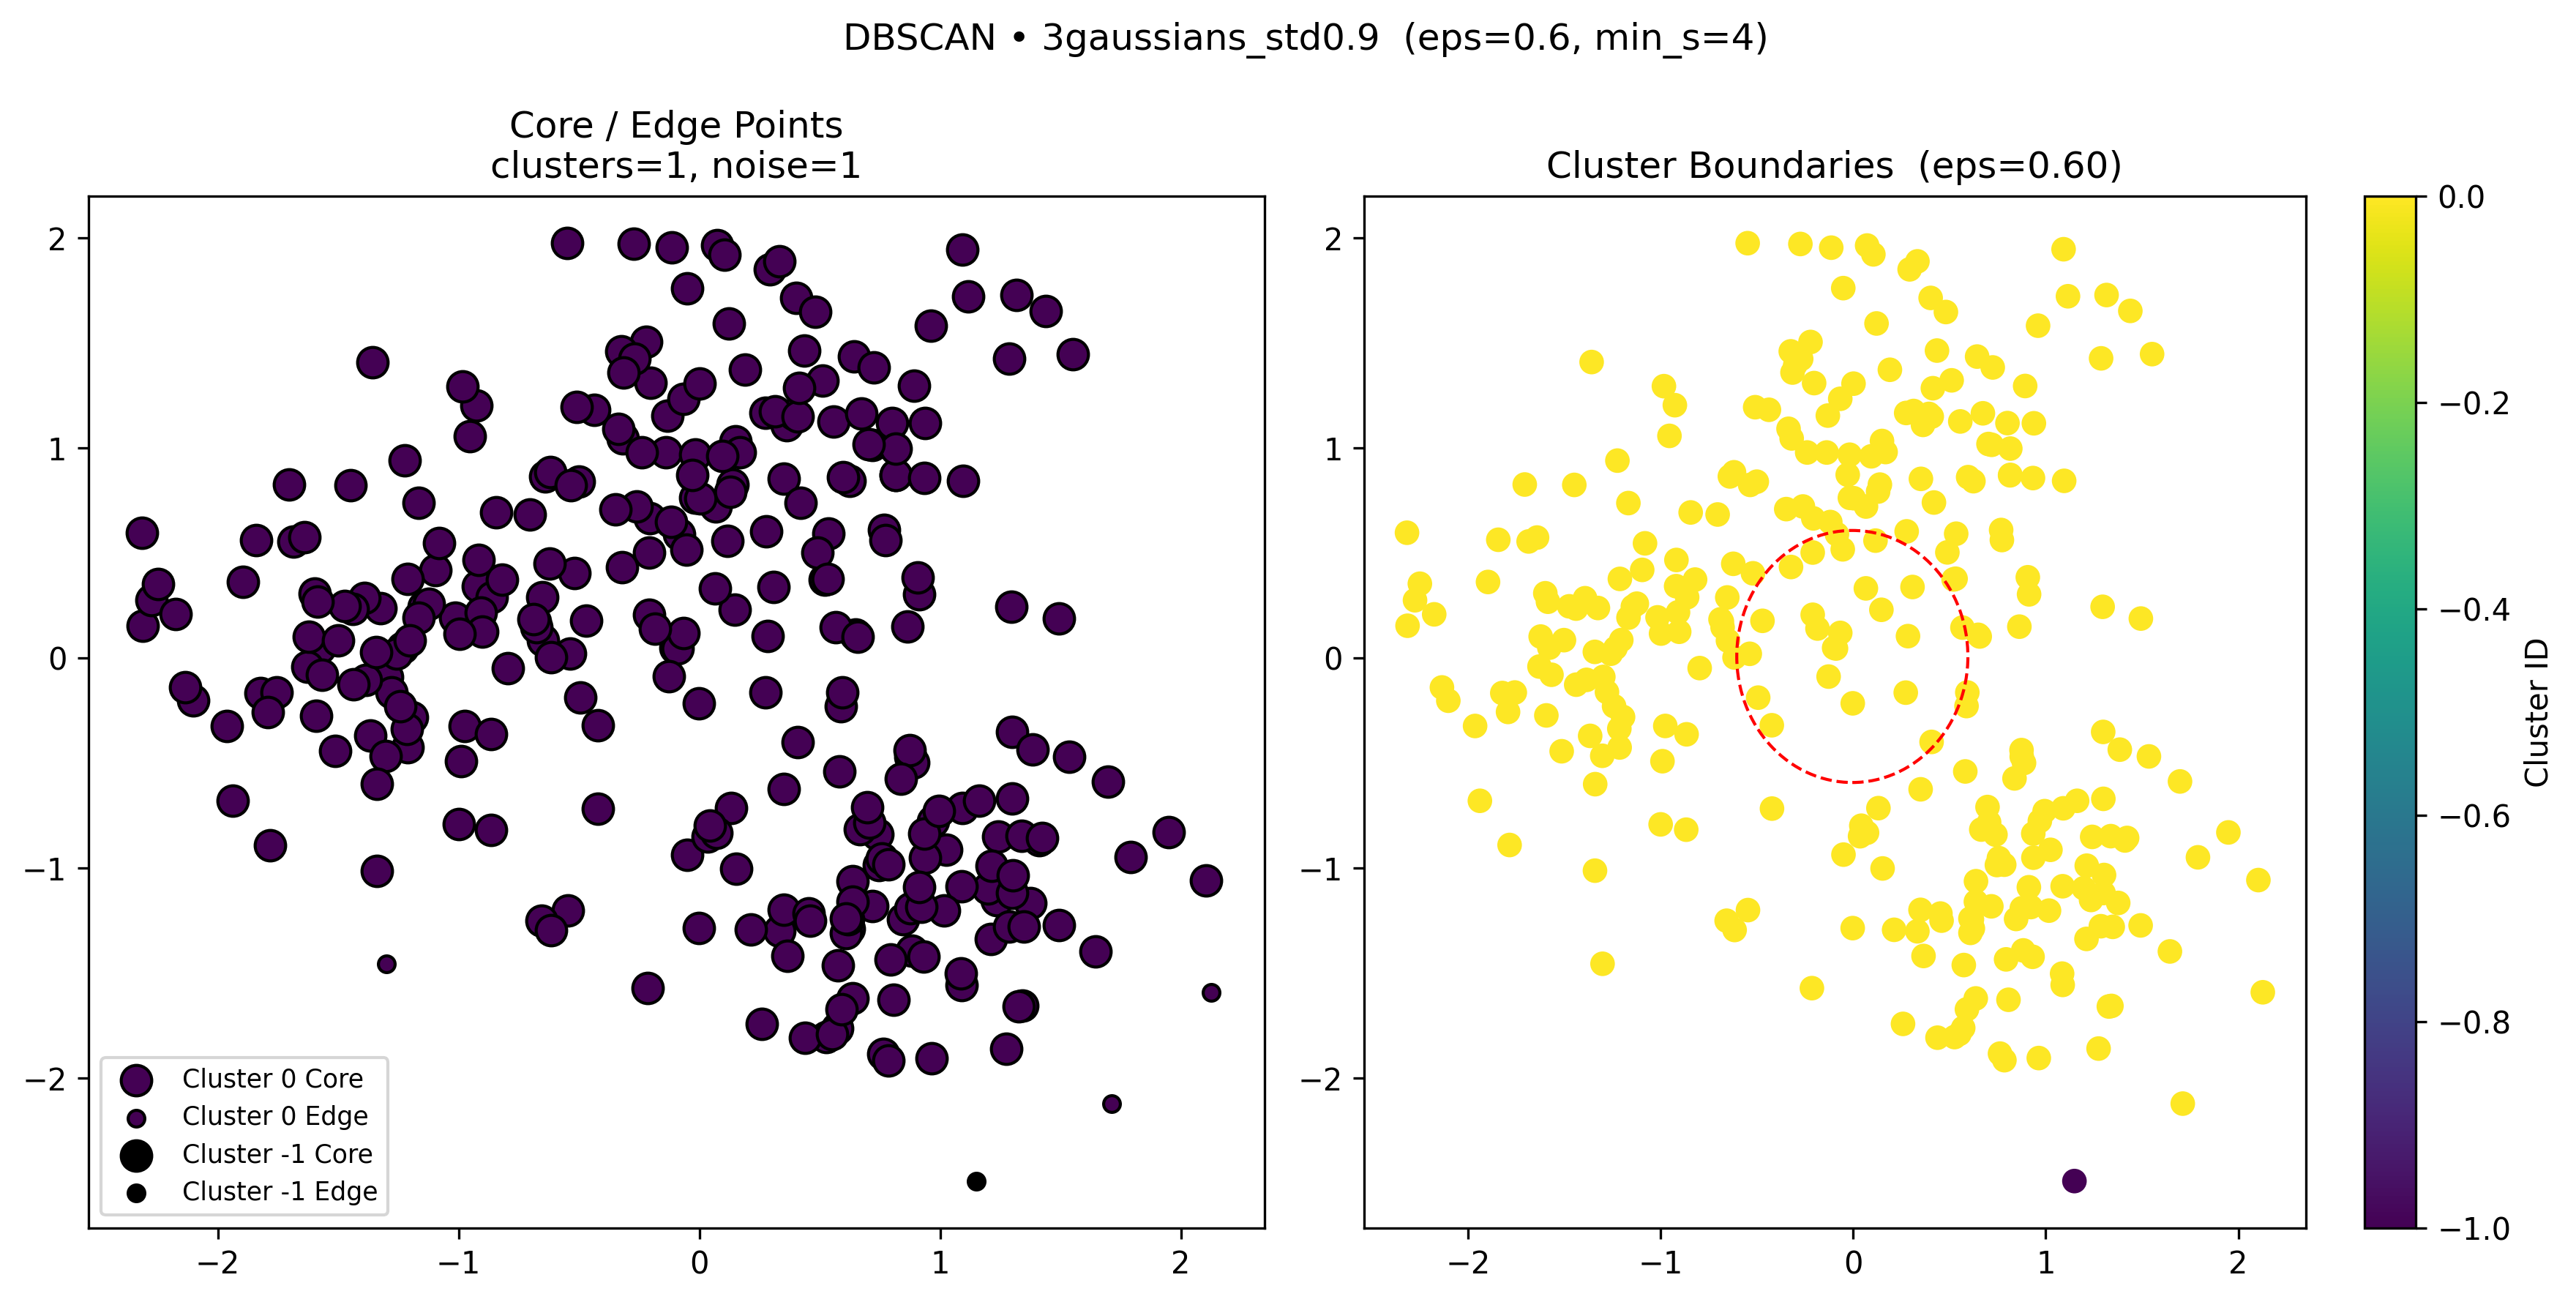 DBSCAN • 3gaussians_std0.9  (eps=0.6, min_s=4)
Core / Edge Points
clusters=1, noise=1
2
1
0
−1
−2
−2
−1
0
1
2
Cluster 0 Core
Cluster 0 Edge
Cluster -1 Core
Cluster -1 Edge
Cluster Boundaries  (eps=0.60)
2
1
0
−1
−2
−2
−1
0
1
2
0.0
−0.2
−0.4
−0.6
−0.8
−1.0
Cluster ID